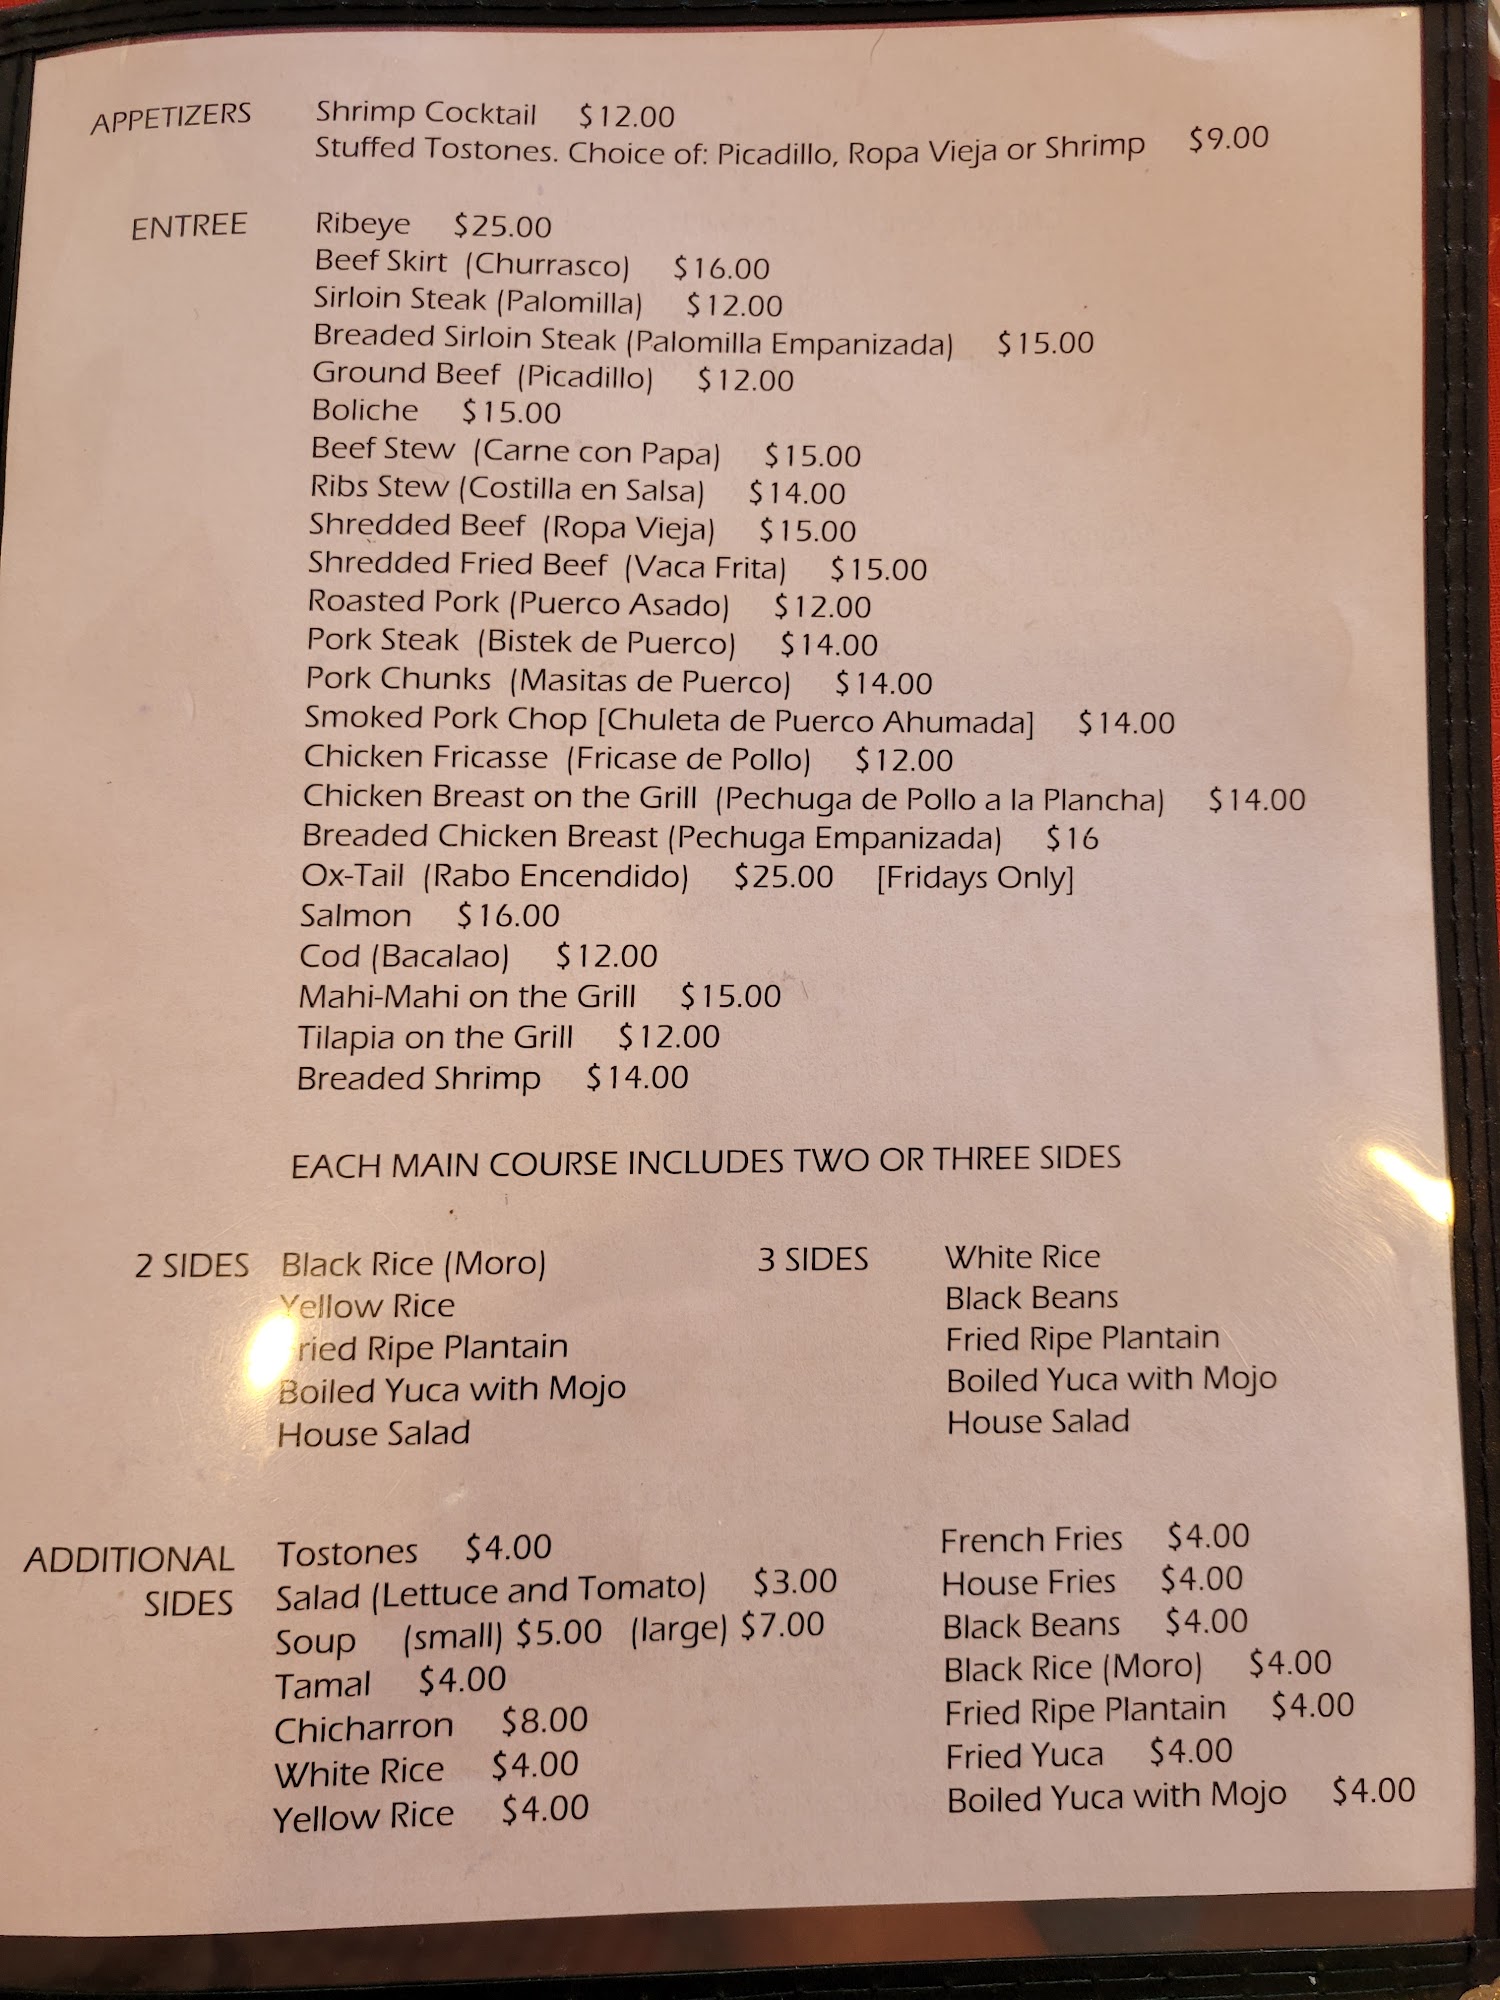 APPETIZERS Shrimp Cocktail $12.00
Stuffed Tostones. Choice of: Picadillo, Ropa Vieja or Shrimp $9.00
ENTREE Ribeye $25.00
Beef Skirt (Churrasco) $16.00
Sirloin Steak (Palomilla) $12.00
Breaded Sirloin Steak (Palomilla Empanizada) $15.00
Ground Beef (Picadillo) $12.00
Boliche $15.00
Beef Stew (Carne con Papa) $15.00
Ribs Stew (Costilla en Salsa) $14.00
Shredded Beef (Ropa Vieja) $15.00
Shredded Fried Beef (Vaca Frita) $15.00
Roasted Pork (Puerco Asado) $12.00
Pork Steak (Bistek de Puerco) $14.00
Pork Chunks (Masitas de Puerco) $14.00
Smoked Pork Chop [Chuleta de Puerco Ahumada] $14.00
Chicken Fricasse (Fricase de Pollo) $12.00
Chicken Breast on the Grill (Pechuga de Pollo a la Plancha) $14.00
Breaded Chicken Breast (Pechuga Empanizada) $16
Ox-Tail (Rabo Encendido) $25.00 [Fridays Only]
Salmon $16.00
Cod (Bacalao) $12.00
Mahi-Mahi on the Grill $15.00
Tilapia on the Grill $12.00
Breaded Shrimp $14.00
EACH MAIN COURSE INCLUDES TWO OR THREE SIDES
2 SIDES Black Rice (Moro)
Yellow Rice
Fried Ripe Plantain
Boiled Yuca with Mojo
House Salad
3 SIDES White Rice
Black Beans
Fried Ripe Plantain
Boiled Yuca with Mojo
House Salad
ADDITIONAL SIDES
Tostones $4.00
Salad (Lettuce and Tomato) $3.00
Soup (small) $5.00 (large) $7.00
Tamal $4.00
Chicharron $8.00
White Rice $4.00
Yellow Rice $4.00
French Fries $4.00
House Fries $4.00
Black Beans $4.00
Black Rice (Moro) $4.00
Fried Ripe Plantain $4.00
Fried Yuca $4.00
Boiled Yuca with Mojo $4.00